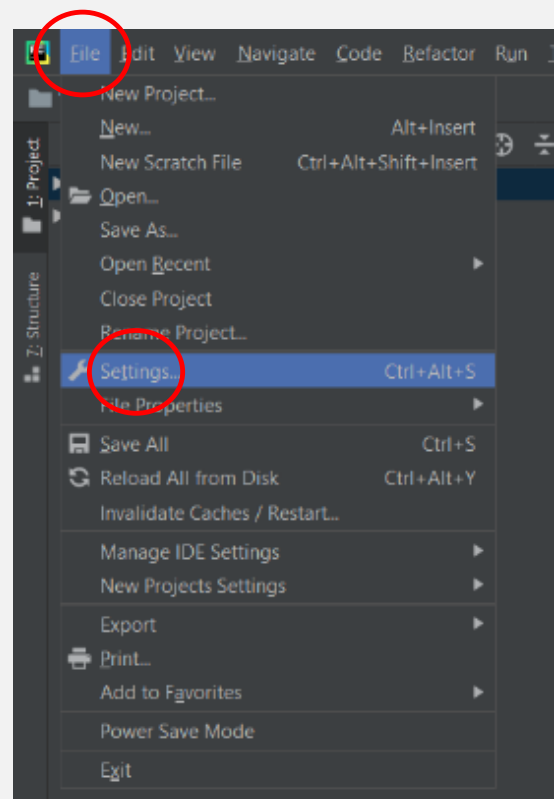 File Edit View Navigate Code Refactor Run
1: Project
Z: Structure
New Project...
New... Alt+Insert
New Scratch File Ctrl+Alt+Shift+Insert
Open...
Save As...
Open Recent
Close Project
Rename Project...
Settings... Ctrl+Alt+S
File Properties
Save All Ctrl+S
Reload All from Disk Ctrl+Alt+Y
Invalidate Caches / Restart...
Manage IDE Settings
New Projects Settings
Export
Print...
Add to Favorites
Power Save Mode
Exit